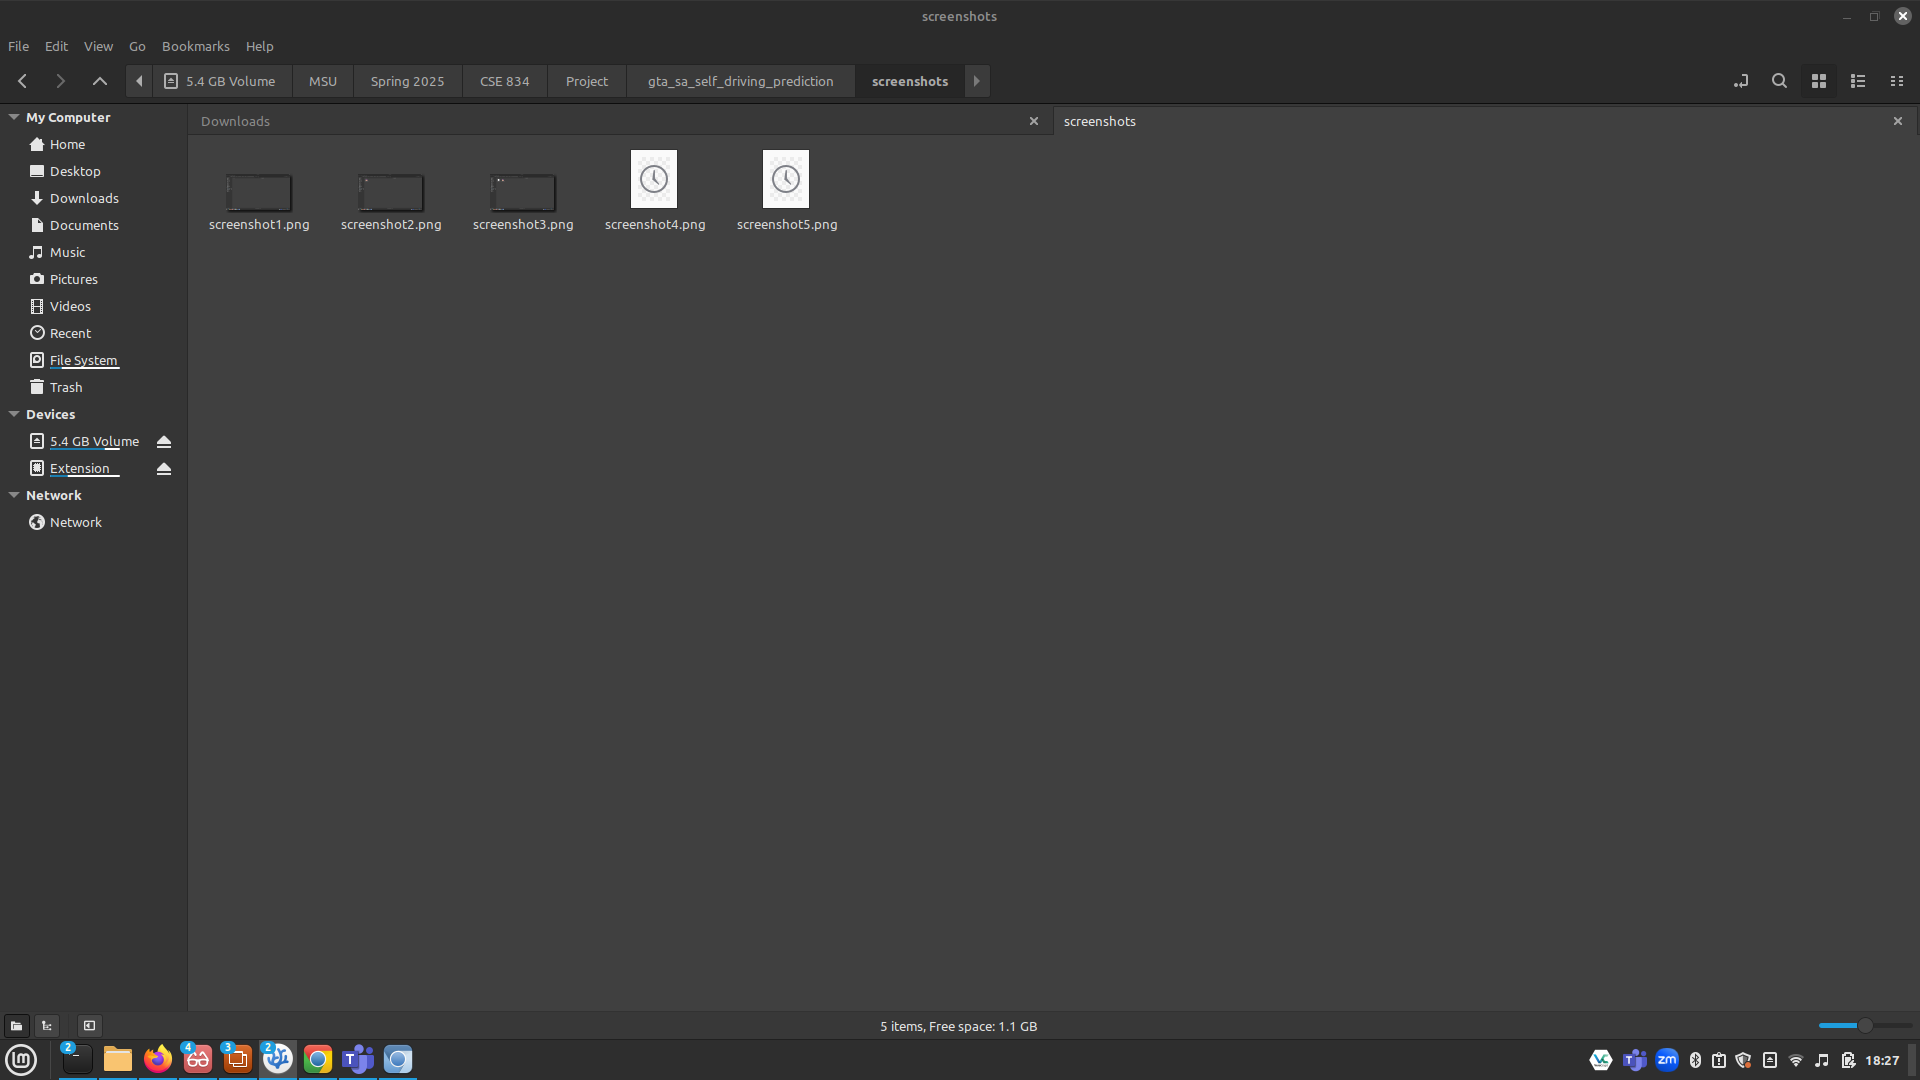 screenshots
File Edit View Go Bookmarks Help
5.4 GB Volume MSU Spring 2025 CSE 834 Project gta_sa_self_driving_prediction screenshots
My Computer
Home
Desktop
Downloads
Documents
Music
Pictures
Videos
Recent
File System
Trash
Devices
5.4 GB Volume
Extension
Network
Network
Downloads
screenshots
screenshot1.png screenshot2.png screenshot3.png screenshot4.png screenshot5.png
5 items, Free space: 1.1 GB
2 4 3 2 T
VC T zm 18:27